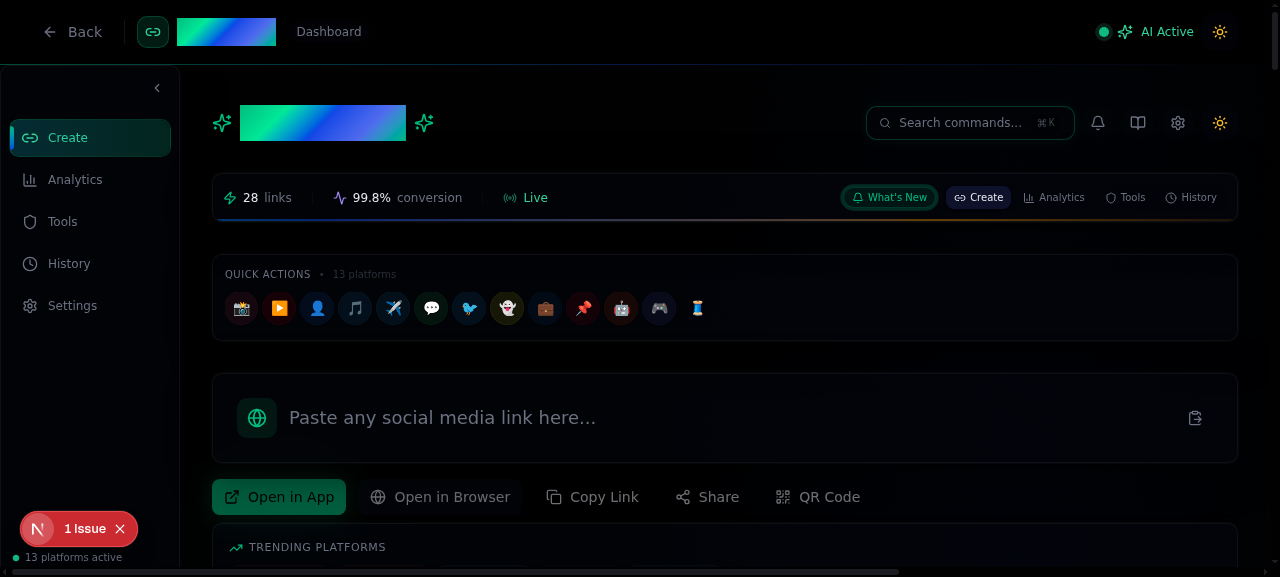 Back
Dashboard
AI Active
Create
Analytics
Tools
History
Settings
Search commands... ⌘K
28 links
99.8% conversion
Live
What's New
Create
Analytics
Tools
History
QUICK ACTIONS • 13 platforms
Paste any social media link here...
Open in App
Open in Browser
Copy Link
Share
QR Code
TRENDING PLATFORMS
N 1 Issue
13 platforms active